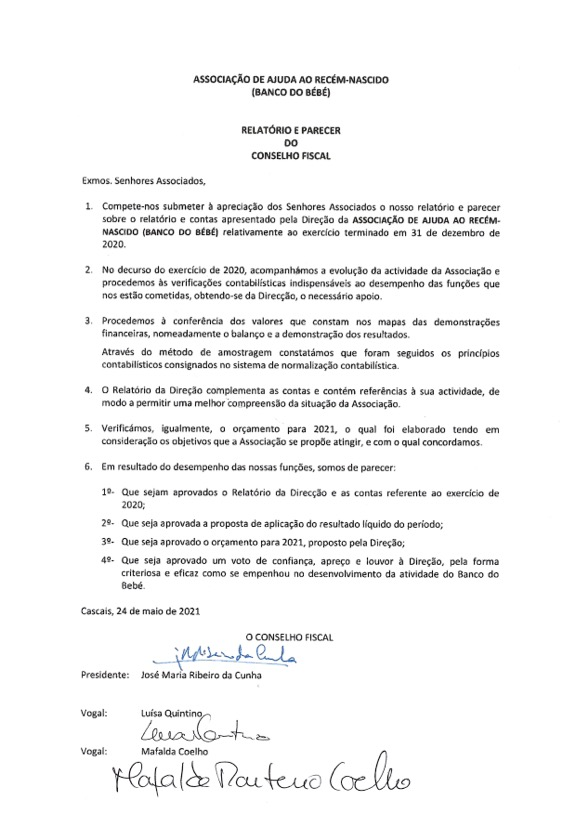 ASSOCIAÇÃO DE AJUDA AO RECÉM-NASCIDO
(BANCO DO BÉBÉ)
RELATÓRIO E PARECER
DO
CONSELHO FISCAL
Exmos. Senhores Associados,
1. Compete-nos submeter à apreciação dos Senhores Associados o nosso relatório e parecer
sobre o relatório e contas apresentado pela Direção da ASSOCIAÇÃO DE AJUDA AO RECÉM-
NASCIDO (BANCO DO BÉBÉ) relativamente ao exercício terminado em 31 de dezembro de
2020.
2. No decurso do exercício de 2020, acompanhámos a evolução da actividade da Associação e
procedemos às verificações contabilísticas indispensáveis ao desempenho das funções que
nos estão cometidas, obtendo-se da Direcção, o necessário apoio.
3. Procedemos à conferência dos valores que constam nos mapas das demonstrações
financeiras, nomeadamente o balanço e a demonstração dos resultados.
Através do método de amostragem constatámos que foram seguidos os princípios
contabilísticos consignados no sistema de normalização contabilística.
4. O Relatório da Direção complementa as contas e contém referências à sua actividade, de
modo a permitir uma melhor compreensão da situação da Associação.
5. Verificámos, igualmente, o orçamento para 2021, o qual foi elaborado tendo em
consideração os objetivos que a Associação se propõe atingir, e com o qual concordamos.
6. Em resultado do desempenho das nossas funções, somos de parecer:
1º- Que sejam aprovados o Relatório da Direcção e as contas referente ao exercício de
2020;
2º- Que seja aprovada a proposta de aplicação do resultado líquido do período;
3º- Que seja aprovado o orçamento para 2021, proposto pela Direção;
4º- Que seja aprovado um voto de confiança, apreço e louvor à Direção, pela forma
criteriosa e eficaz como se empenhou no desenvolvimento da atividade do Banco do
Bebé.
Cascais, 24 de maio de 2021
O CONSELHO FISCAL
Presidente: José Maria Ribeiro da Cunha
Vogal: Luísa Quintino
Vogal: Mafalda Coelho
Mafalda Monteiro Coelho